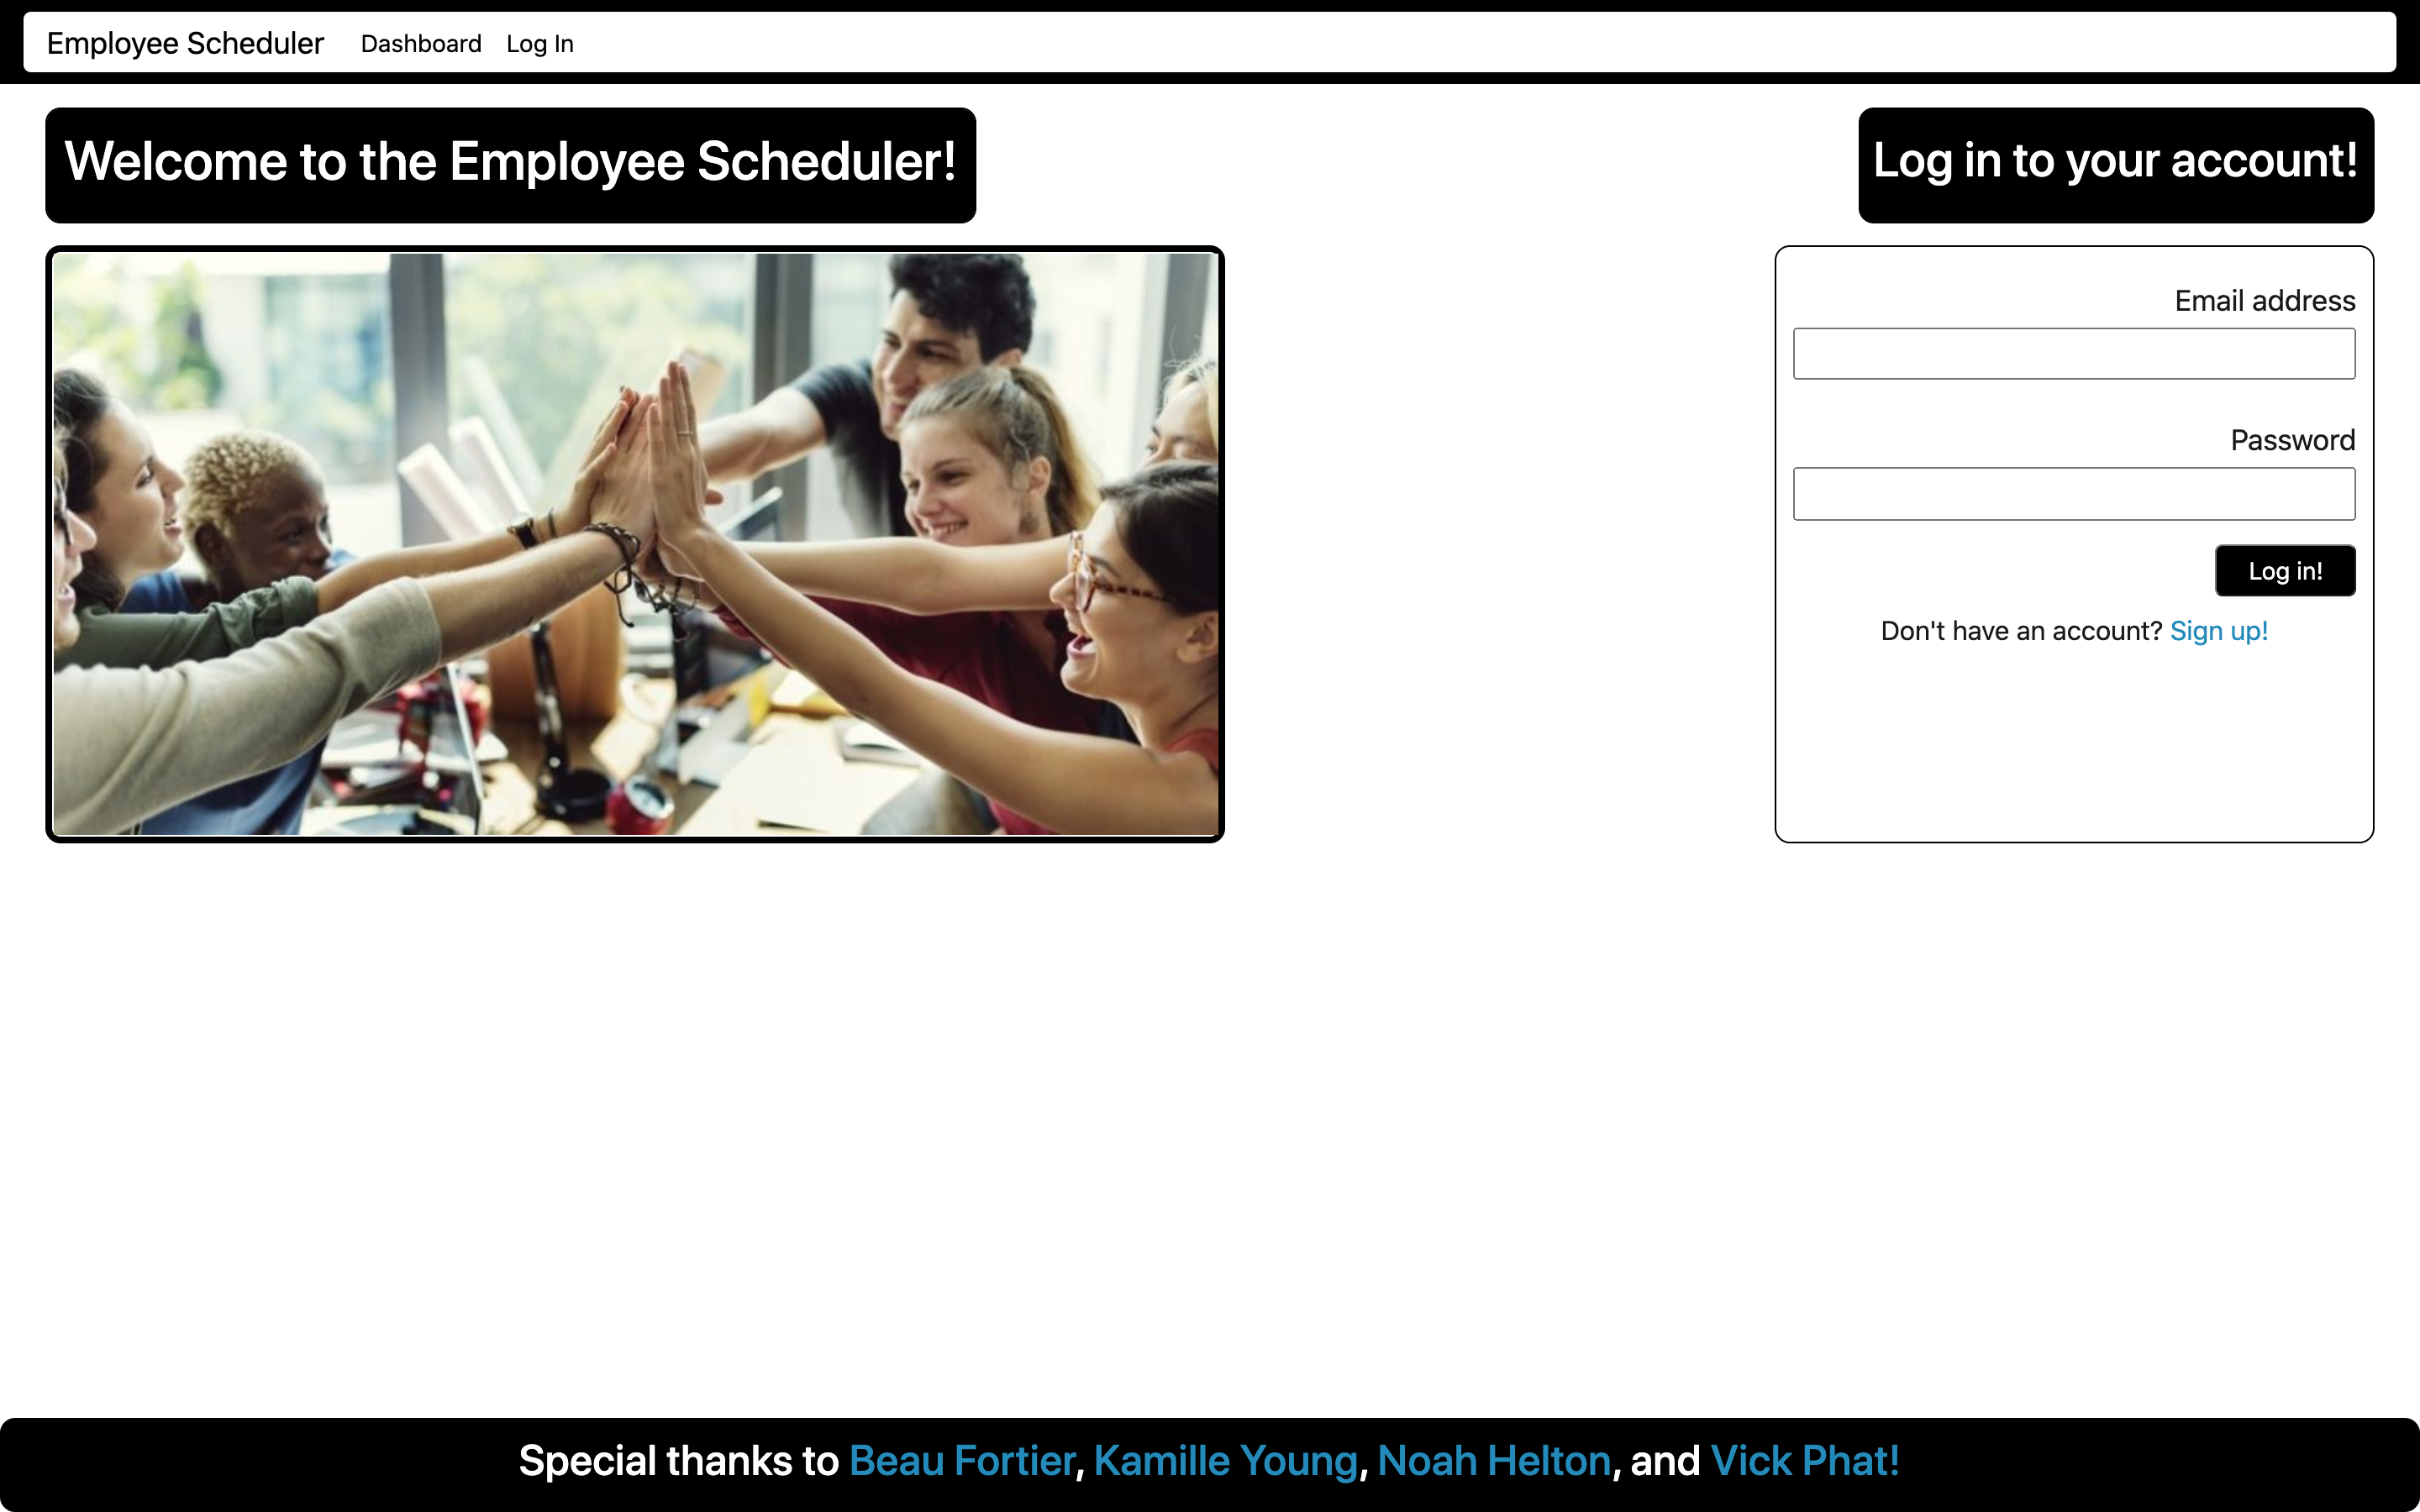 Employee Scheduler Dashboard Log In
Welcome to the Employee Scheduler!
Log in to your account!
Email address
Password
Log in!
Don't have an account? Sign up!
Special thanks to Beau Fortier, Kamille Young, Noah Helton, and Vick Phat!